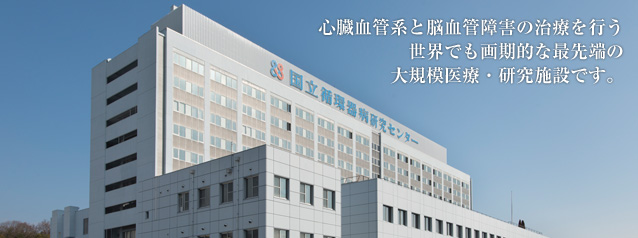 心臓血管系と脳血管障害の治療を行う
世界でも画期的な最先端の
大規模医療・研究施設です。
国立循環器病研究センター